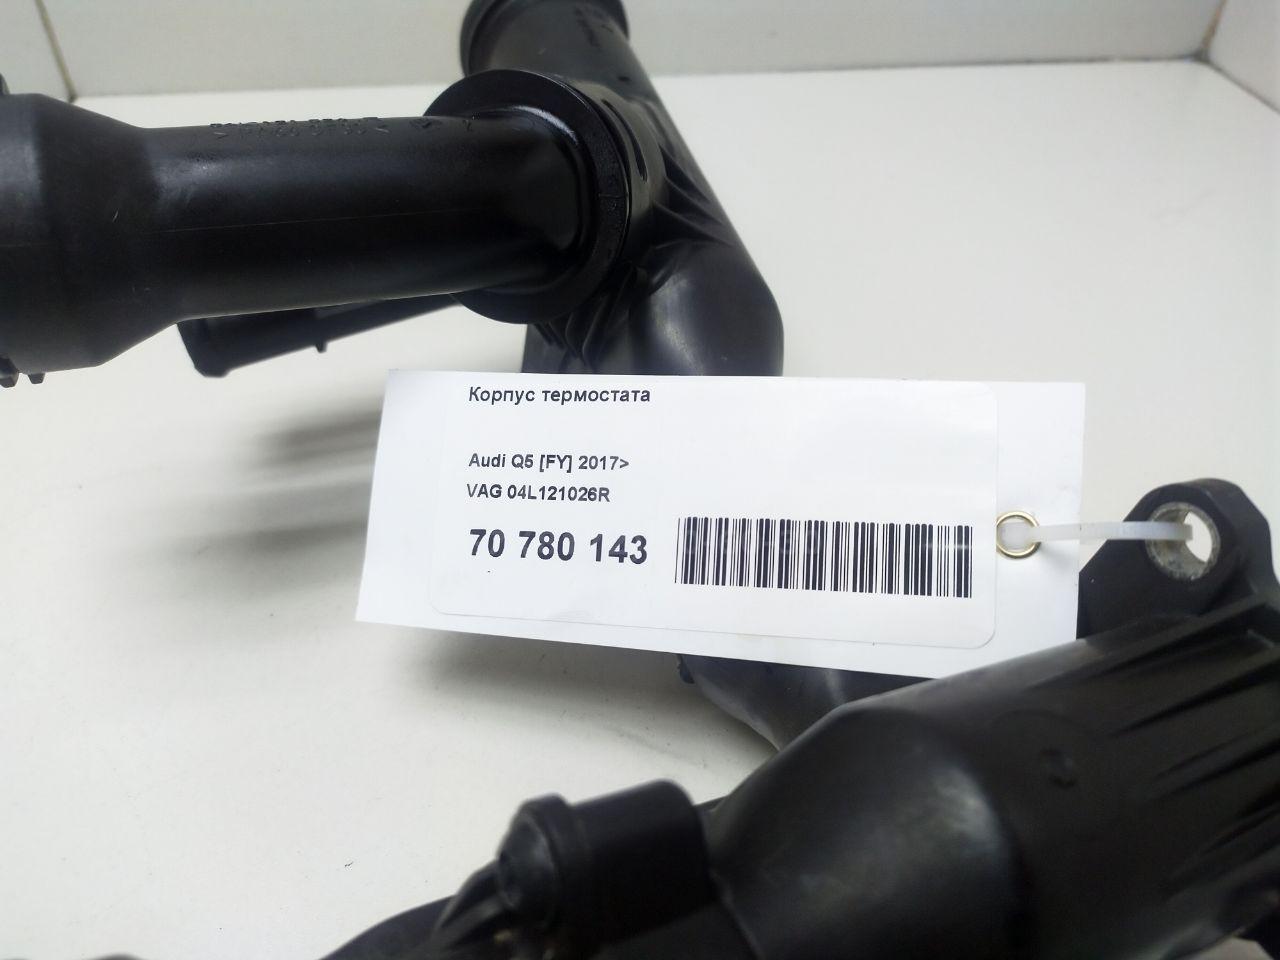 Корпус термостата
Audi Q5 [FY] 2017>
VAG 04L121026R
70 780 143